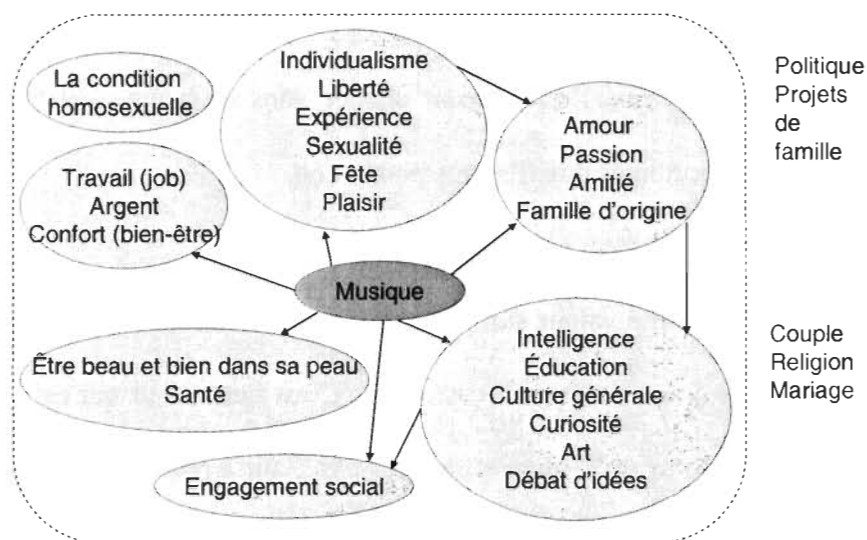 La condition
homosexuelle
Individualisme
Liberté
Expérience
Sexualité
Fête
Plaisir
Amour
Passion
Amitié
Famille d'origine
Politique
Projets
de
famille
Travail (job)
Argent
Confort (bien-être)
Musique
Être beau et bien dans sa peau
Santé
Intelligence
Éducation
Culture générale
Curiosité
Art
Débat d'idées
Couple
Religion
Mariage
Engagement social